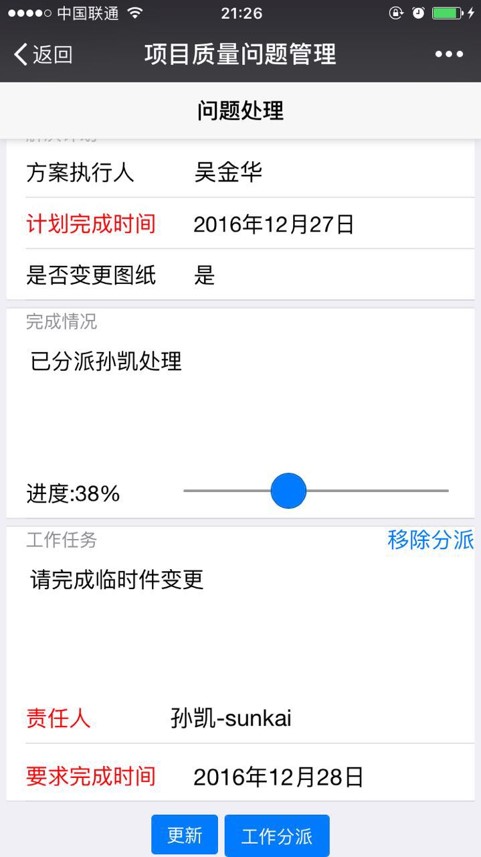 中国联通 21:26
返回 项目质量问题管理
问题处理
方案执行人 吴金华
计划完成时间 2016年12月27日
是否变更图纸 是
完成情况
已分派孙凯处理
进度:38%
工作任务 移除分派
请完成临时件变更
责任人 孙凯-sunkai
要求完成时间 2016年12月28日
更新 工作分派